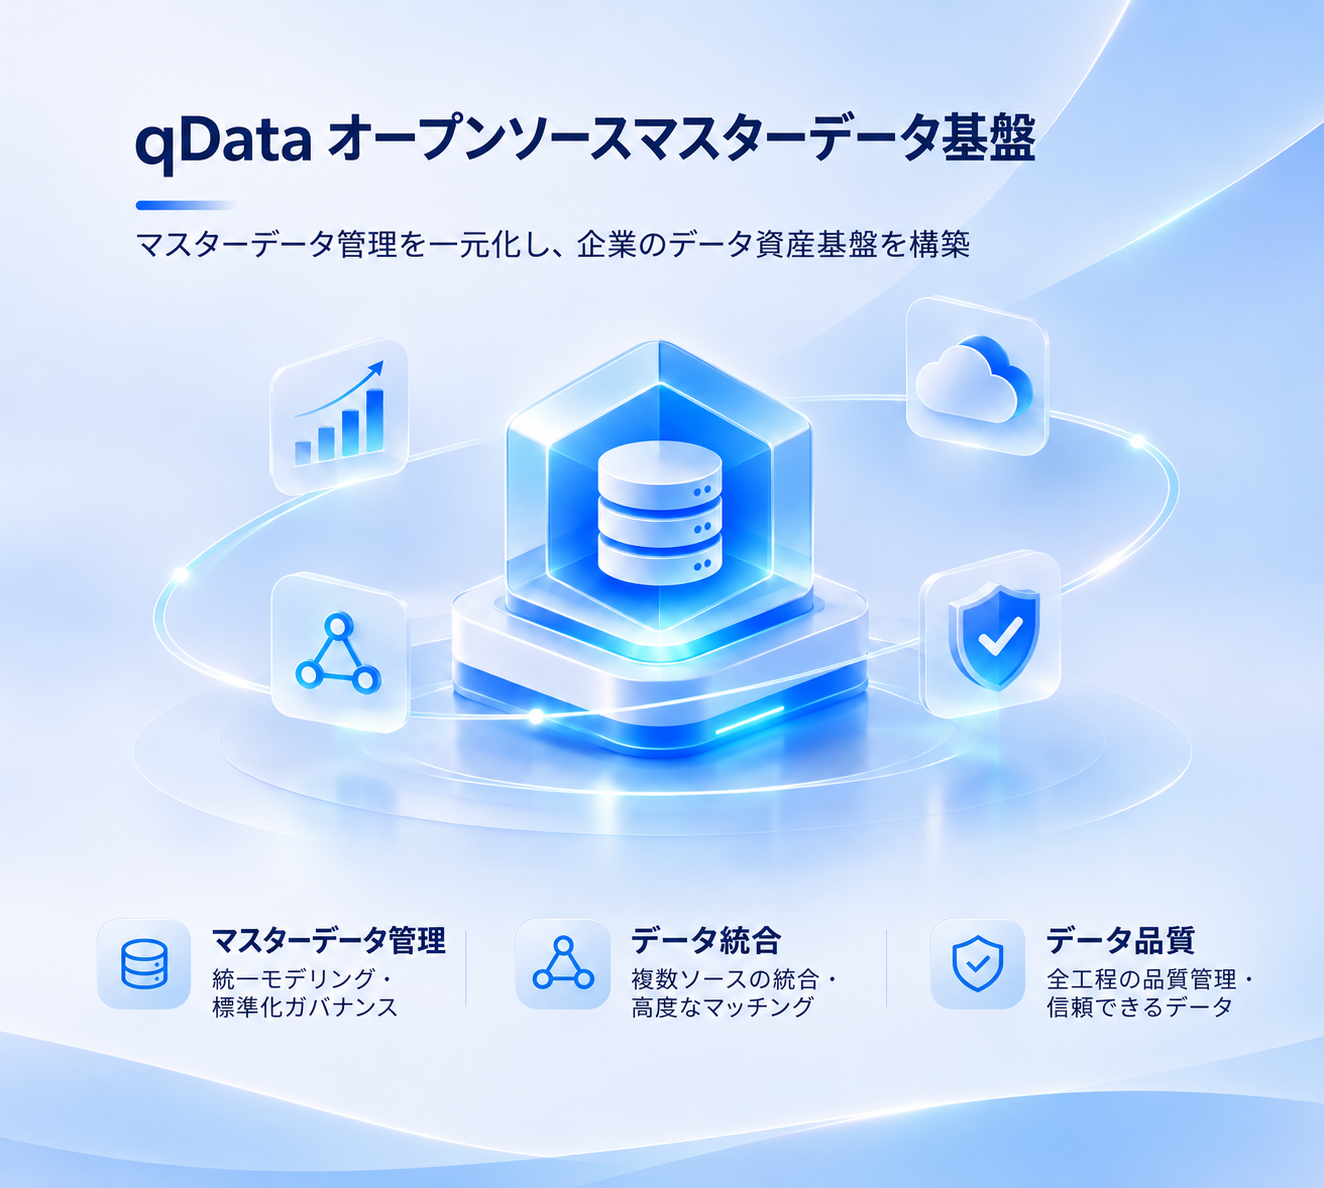 qData オープンソースマスターデータ基盤
マスターデータ管理を一元化し、企業のデータ資産基盤を構築
マスターデータ管理
統一モデリング・
標準化ガバナンス
データ統合
複数ソースの統合・
高度なマッチング
データ品質
全工程の品質管理・
信頼できるデータ